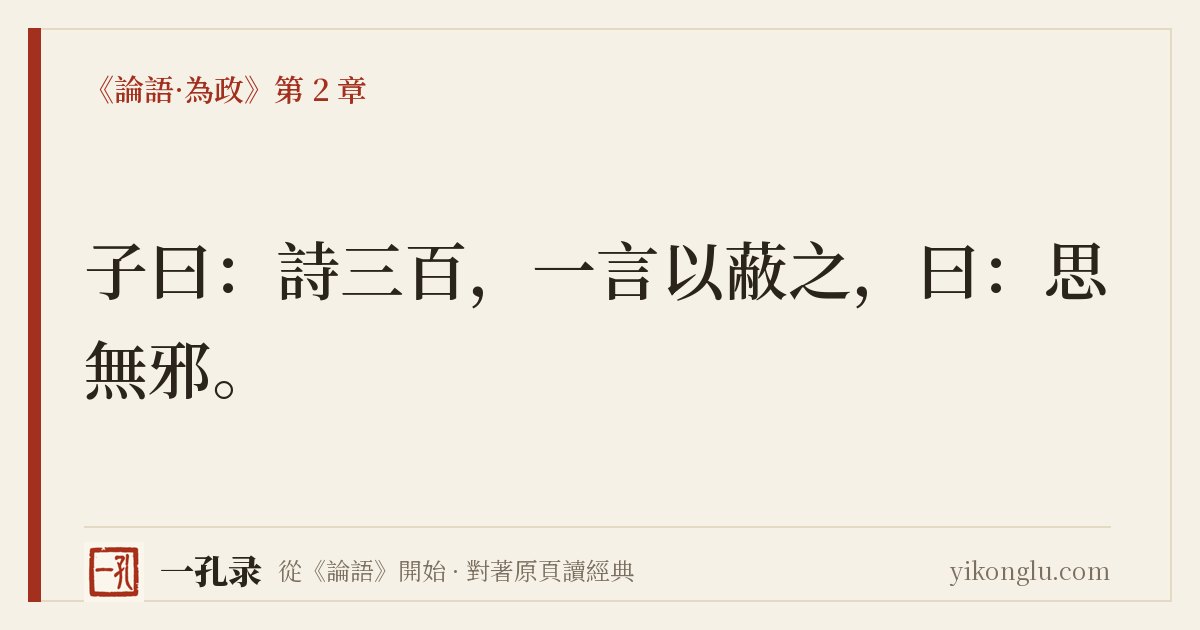 《論語·為政》第 2 章
子曰：詩三百，一言以蔽之，曰：思
無邪。
一孔 一孔录 從《論語》開始 · 對著原頁讀經典 yikonglu.com